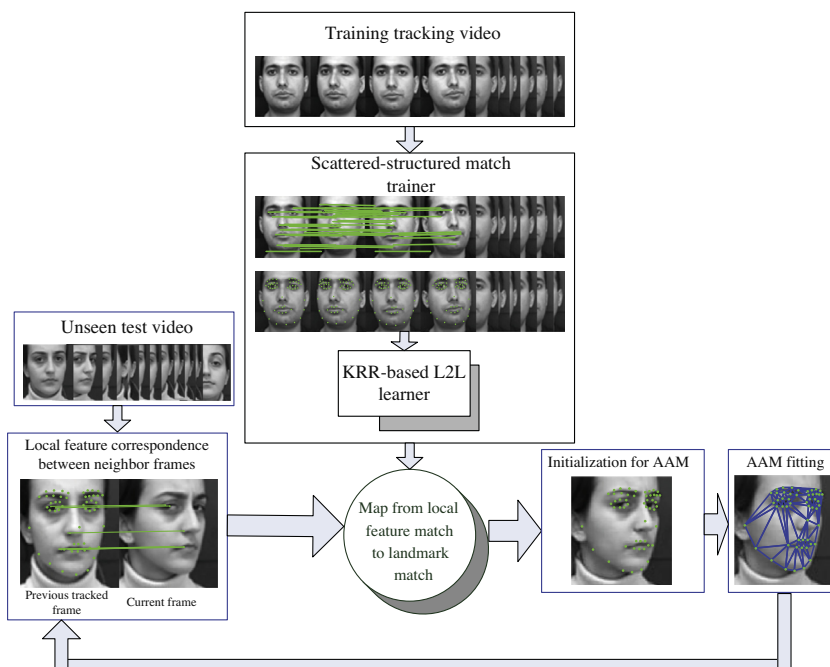 Training tracking video
Scattered-structured match
trainer
KRR-based L2L
learner
Unseen test video
Local feature correspondence
between neighbor frames
Previous tracked
frame
Current frame
Map from local
feature match
to landmark
match
Initialization for AAM
AAM fitting